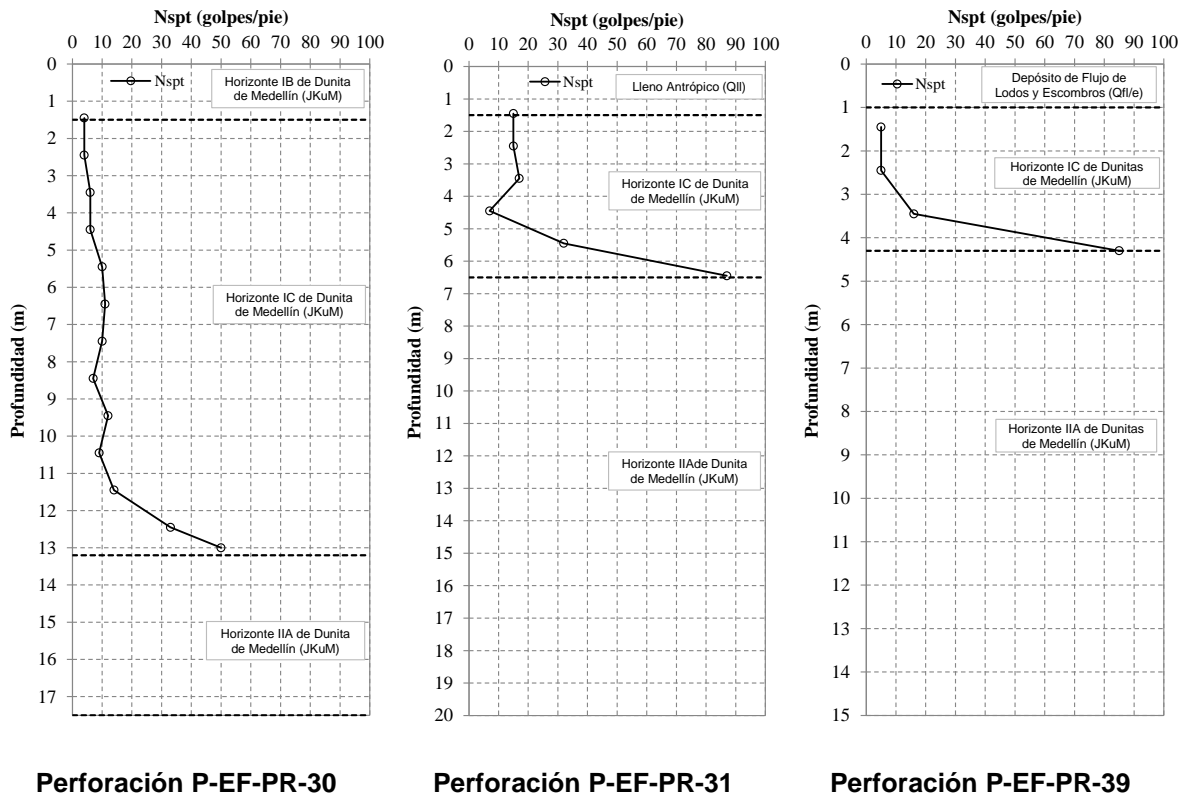 Nspt (golpes/pie)
0 10 20 30 40 50 60 70 80 90 100
Nspt
Horizonte IB de Dunita
de Medellín (JKuM)
Horizonte IC de Dunita
de Medellín (JKuM)
Horizonte IIA de Dunita
de Medellín (JKuM)
Profundidad (m)
0
1
2
3
4
5
6
7
8
9
10
11
12
13
14
15
16
17
Perforación P-EF-PR-30
Nspt (golpes/pie)
0 10 20 30 40 50 60 70 80 90 100
Nspt
Lleno Antrópico (Qll)
Horizonte IC de Dunita
de Medellín (JKuM)
Horizonte IIAde Dunita
de Medellín (JKuM)
Profundidad (m)
0
1
2
3
4
5
6
7
8
9
10
11
12
13
14
15
16
17
18
19
20
Perforación P-EF-PR-31
Nspt (golpes/pie)
0 10 20 30 40 50 60 70 80 90 100
Nspt
Depósito de Flujo de
Lodos y Escombros (Qfl/e)
Horizonte IC de Dunitas
de Medellín (JKuM)
Horizonte IIA de Dunitas
de Medellín (JKuM)
Profundidad (m)
0
1
2
3
4
5
6
7
8
9
10
11
12
13
14
15
Perforación P-EF-PR-39